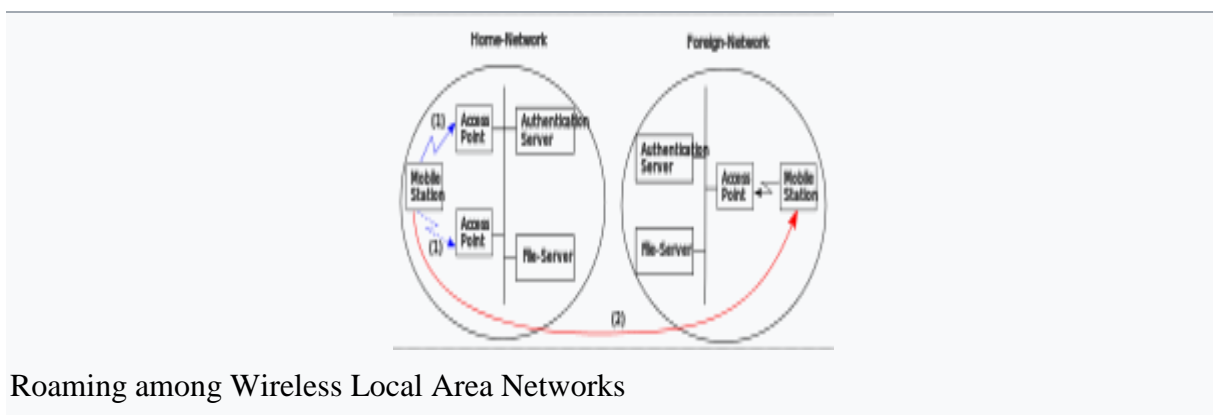 Home-Network
Foreign-Network
(1)
Access
Point
Authentication
Server
Mobile
Station
(1)
Access
Point
File-Server
Authentication
Server
Access
Point
Mobile
Station
File-Server
(2)
Roaming among Wireless Local Area Networks